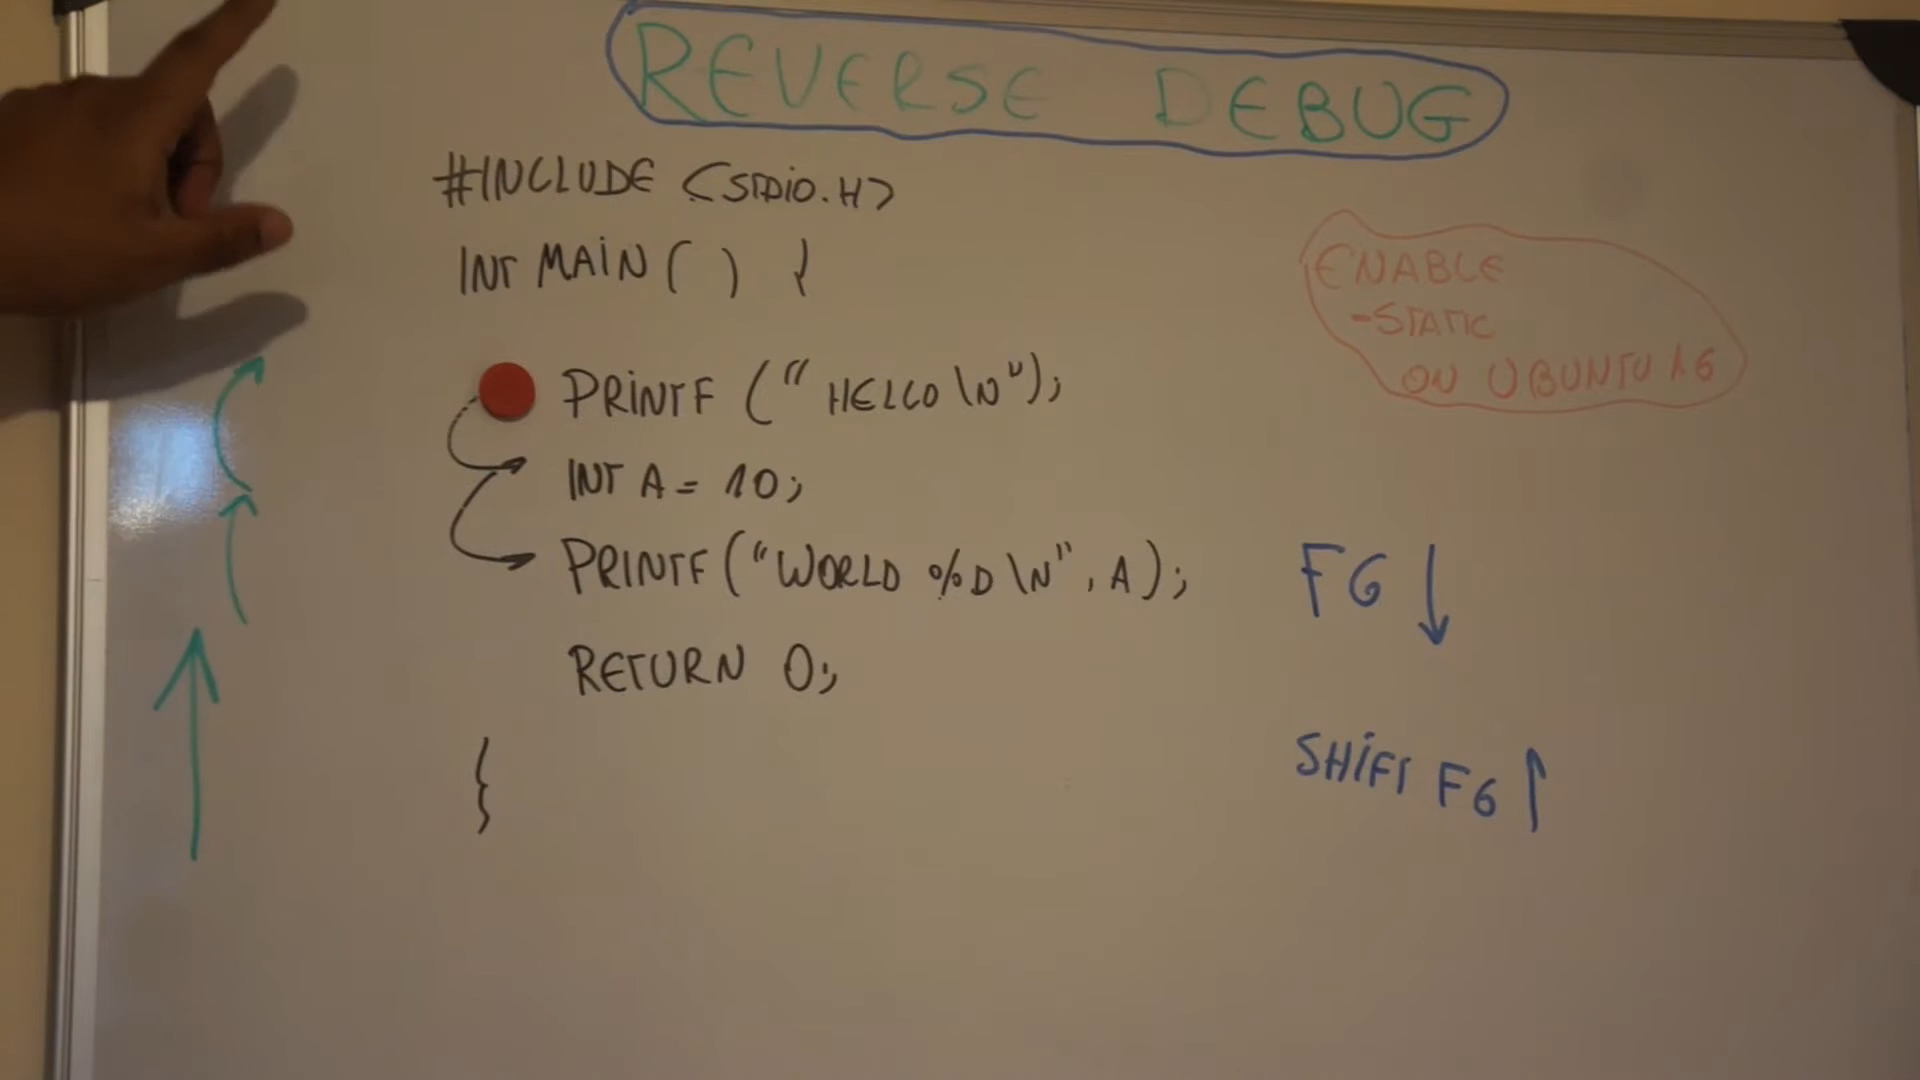 REVERSE DEBUG
#INCLUDE <STDIO.H>
INT MAIN ( ) {
PRINTF ("HELLO \N");
INT A = 10;
PRINTF ("WORLD %D \N", A);
RETURN 0;
}
ENABLE
-STATIC
ON UBUNTU 16
F6 ↓
SHIFT F6 ↑